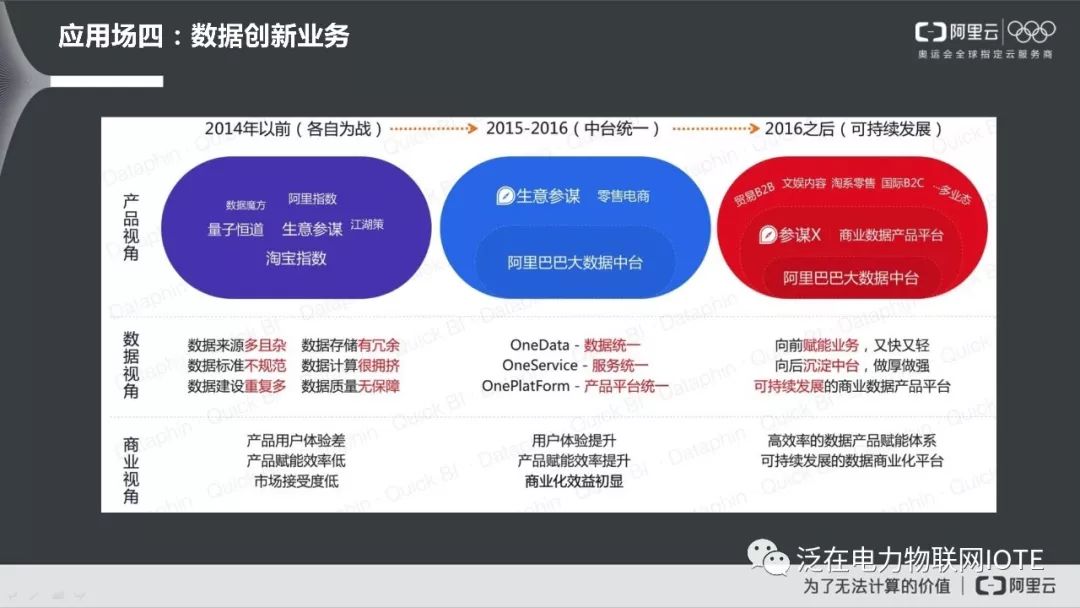 应用场四：数据创新业务
阿里云
奥运会全球指定云服务商
2014年以前（各自为战）
2015-2016（中台统一）
2016之后（可持续发展）
产品视角
数据魔方
阿里指数
量子恒道
生意参谋
江湖策
淘宝指数
生意参谋
零售电商
阿里巴巴大数据中台
贸易B2B
文娱内容
淘系零售
国际B2C
…多业态
参谋X
商业数据产品平台
阿里巴巴大数据中台
数据视角
数据来源多且杂 数据存储有冗余
数据标准不规范 数据计算很拥挤
数据建设重复多 数据质量无保障
OneData - 数据统一
OneService - 服务统一
OnePlatForm - 产品平台统一
向前赋能业务，又快又轻
向后沉淀中台，做厚做强
可持续发展的商业数据产品平台
商业视角
产品用户体验差
产品赋能效率低
市场接受度低
用户体验提升
产品赋能效率提升
商业化效益初显
高效率的数据产品赋能体系
可持续发展的数据商业化平台
Dataphin · Quick BI
泛在电力物联网IOTE
为了无法计算的价值
阿里云